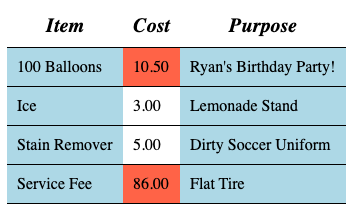 Item Cost Purpose
100 Balloons 10.50 Ryan's Birthday Party!
Ice 3.00 Lemonade Stand
Stain Remover 5.00 Dirty Soccer Uniform
Service Fee 86.00 Flat Tire